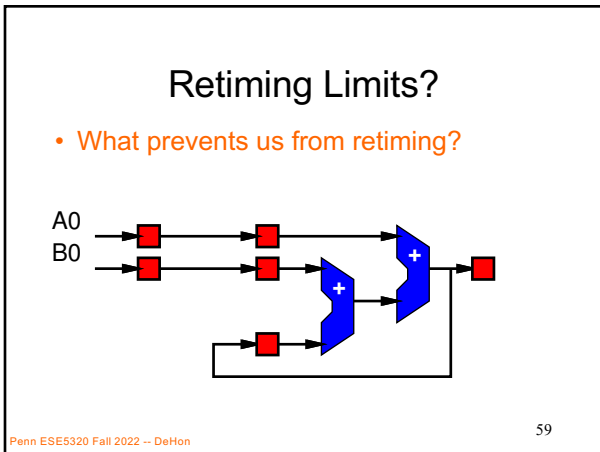 Retiming Limits?
• What prevents us from retiming?
A0
B0
+
+
Penn ESE5320 Fall 2022 -- DeHon
59